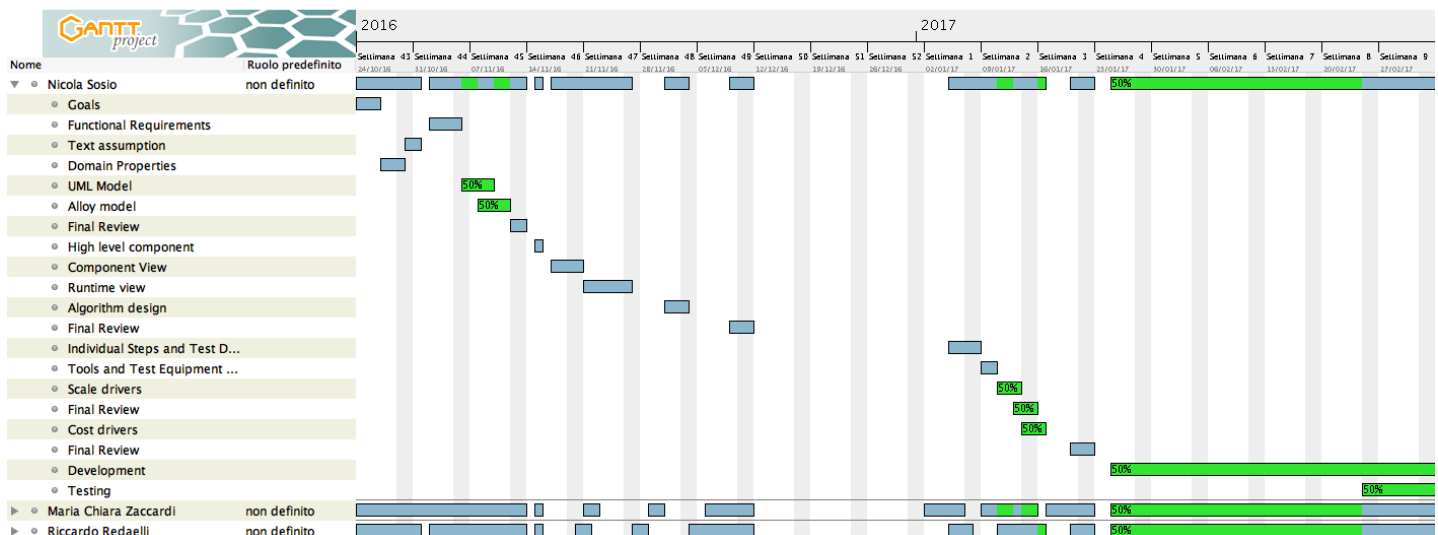 GANTT
project
2016
2017
Nome
Ruolo predefinito
Settimana 43
Settimana 44
Settimana 45
Settimana 46
Settimana 47
Settimana 48
Settimana 49
Settimana 50
Settimana 51
Settimana 52
Settimana 1
Settimana 2
Settimana 3
Settimana 4
Settimana 5
Settimana 6
Settimana 7
Settimana 8
Settimana 9
24/10/16
31/10/16
07/11/16
14/11/16
21/11/16
28/11/16
05/12/16
12/12/16
19/12/16
26/12/16
02/01/17
09/01/17
16/01/17
23/01/17
30/01/17
06/02/17
13/02/17
20/02/17
27/02/17
Nicola Sosio non definito 50%
Goals
Functional Requirements
Text assumption
Domain Properties
UML Model 50%
Alloy model 50%
Final Review
High level component
Component View
Runtime view
Algorithm design
Final Review
Individual Steps and Test D...
Tools and Test Equipment ...
Scale drivers 50%
Final Review 50%
Cost drivers 50%
Final Review
Development 50%
Testing 50%
Maria Chiara Zaccardi non definito 50%
Riccardo Redaelli non definito 50%